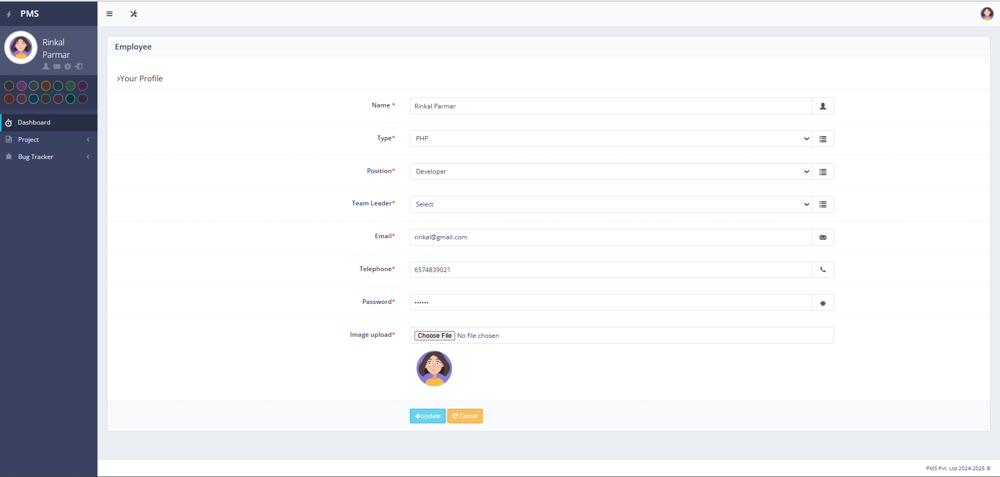 PMS
Rinkal
Parmar
Dashboard
Project
Bug Tracker
Employee
›Your Profile
Name *
Rinkal Parmar
Type*
PHP
Position*
Developer
Team Leader*
Select
Email*
rinkal@gmail.com
Telephone*
6574839021
Password*
••••••
Image upload*
Choose File No file chosen
Update Cancel
PMS Pvt. Ltd 2024-2025 ©